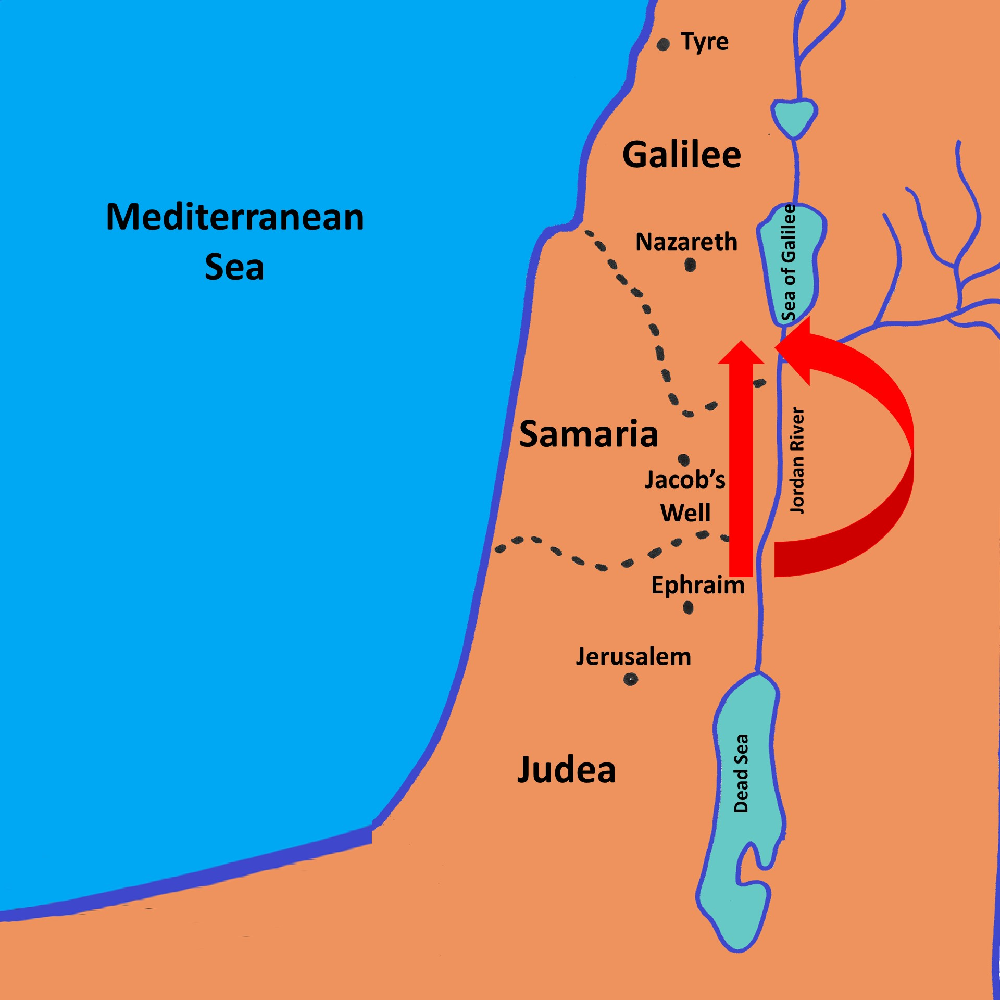 Tyre
Galilee
Mediterranean
Sea
Nazareth
Sea of Galilee
Samaria
Jacob’s
Well
Jordan River
Ephraim
Jerusalem
Judea
Dead Sea